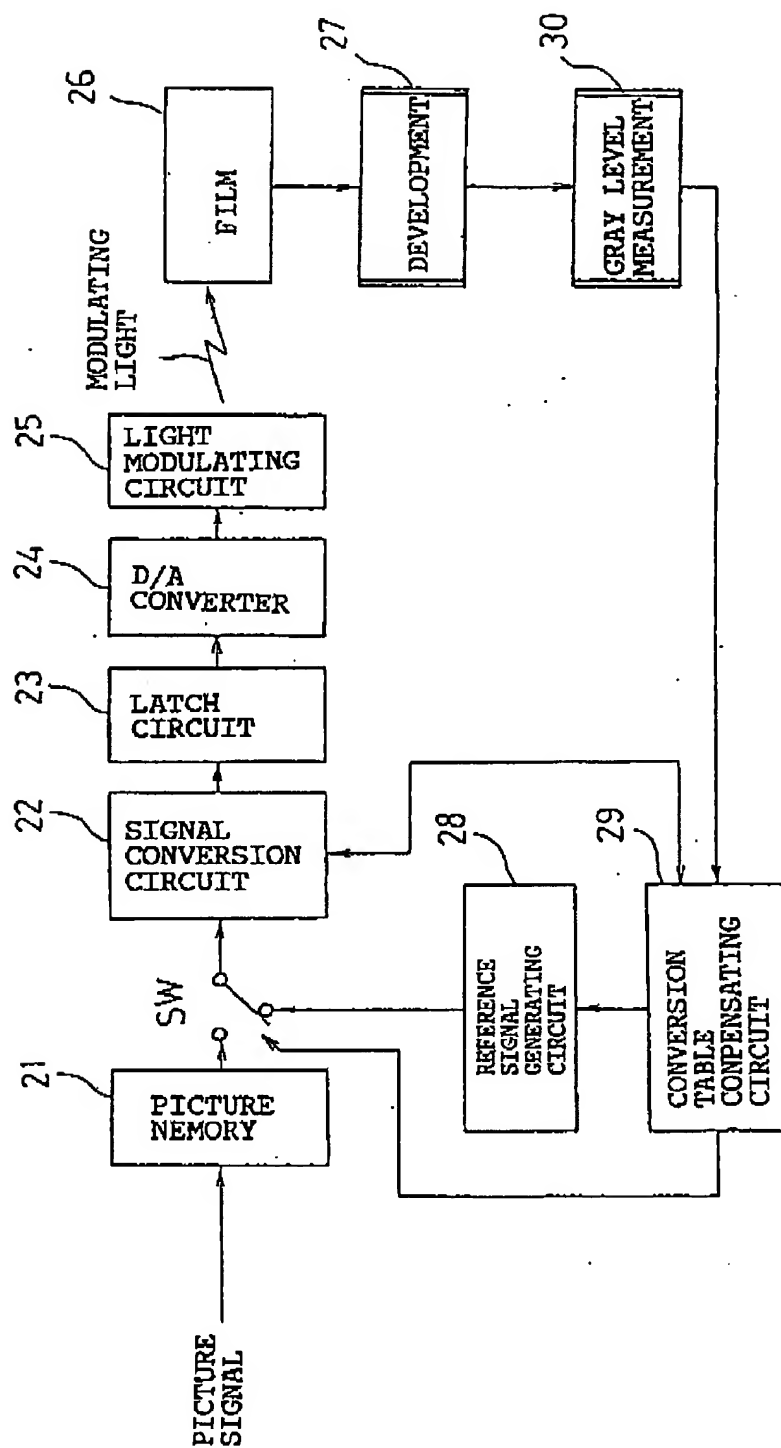 PICTURE
SIGNAL
21
PICTURE
NEMORY
SW
22
SIGNAL
CONVERSION
CIRCUIT
23
LATCH
CIRCUIT
24
D/A
CONVERTER
25
LIGHT
MODULATING
CIRCUIT
MODULATING
LIGHT
26
FILM
27
DEVELOPMENT
30
GRAY LEVEL
MEASUREMENT
28
REFERENCE
SIGNAL
GENERATING
CIRCUIT
29
CONVERSION
TABLE
CONPENSATING
CIRCUIT